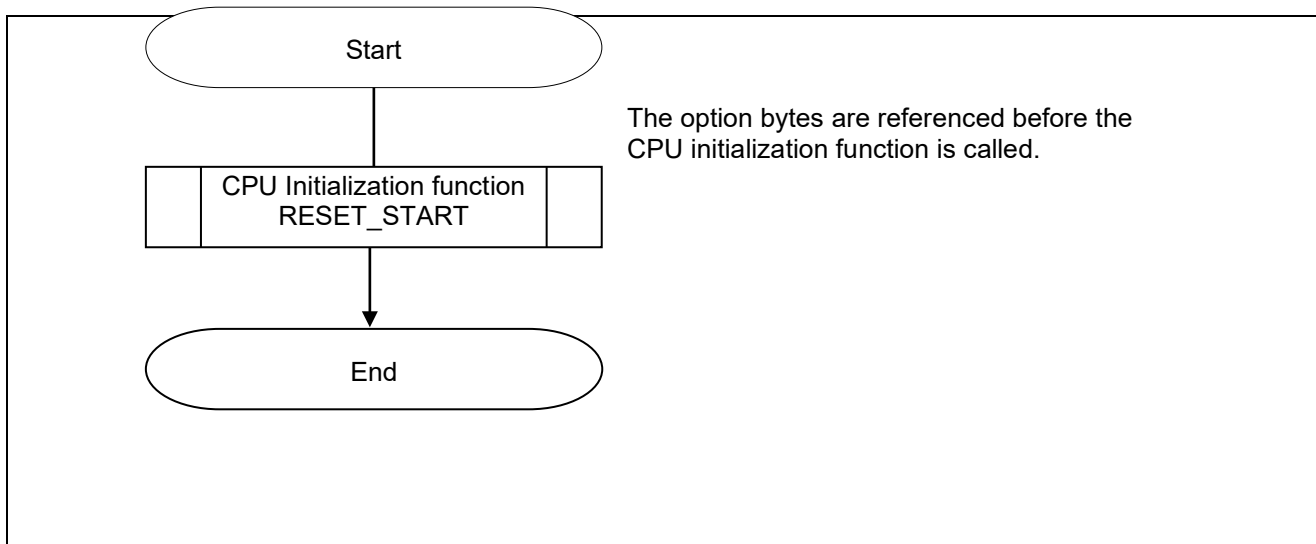 Start
The option bytes are referenced before the
CPU initialization function is called.
CPU Initialization function
RESET_START
End